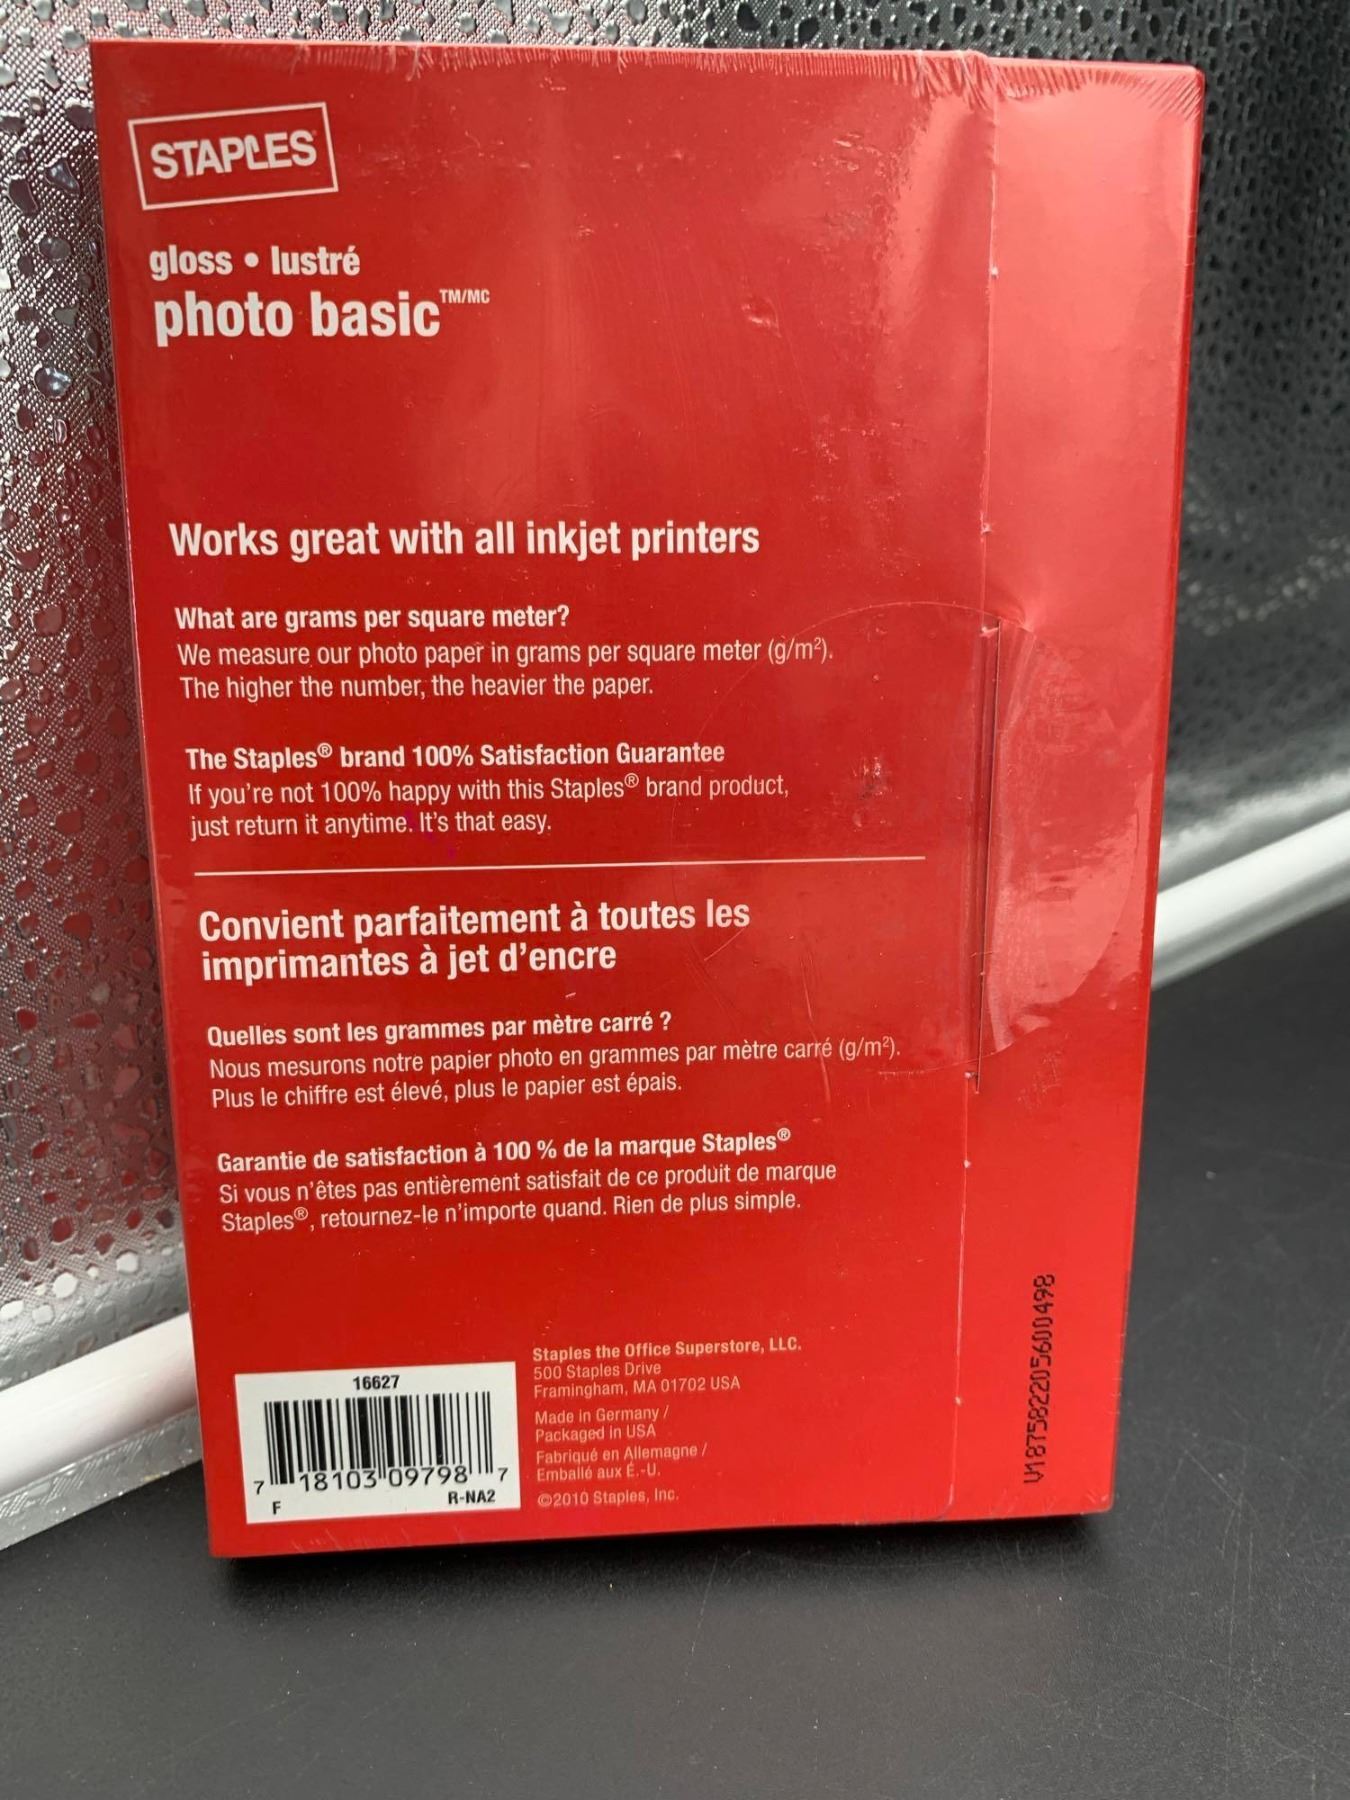 STAPLES
gloss • lustré
photo basic™/MC
Works great with all inkjet printers
What are grams per square meter?
We measure our photo paper in grams per square meter (g/m²).
The higher the number, the heavier the paper.
The Staples® brand 100% Satisfaction Guarantee
If you're not 100% happy with this Staples® brand product,
just return it anytime. It's that easy.
Convient parfaitement à toutes les
imprimantes à jet d'encre
Quelles sont les grammes par mètre carré ?
Nous mesurons notre papier photo en grammes par mètre carré (g/m²).
Plus le chiffre est élevé, plus le papier est épais.
Garantie de satisfaction à 100 % de la marque Staples®
Si vous n'êtes pas entièrement satisfait de ce produit de marque
Staples®, retournez-le n'importe quand. Rien de plus simple.
16627
7 18103 09798 7
F R-NA2
Staples the Office Superstore, LLC.
500 Staples Drive
Framingham, MA 01702 USA
Made in Germany /
Packaged in USA
Fabriqué en Allemagne /
Emballé aux É.-U.
©2010 Staples, Inc.
V1875822056004498